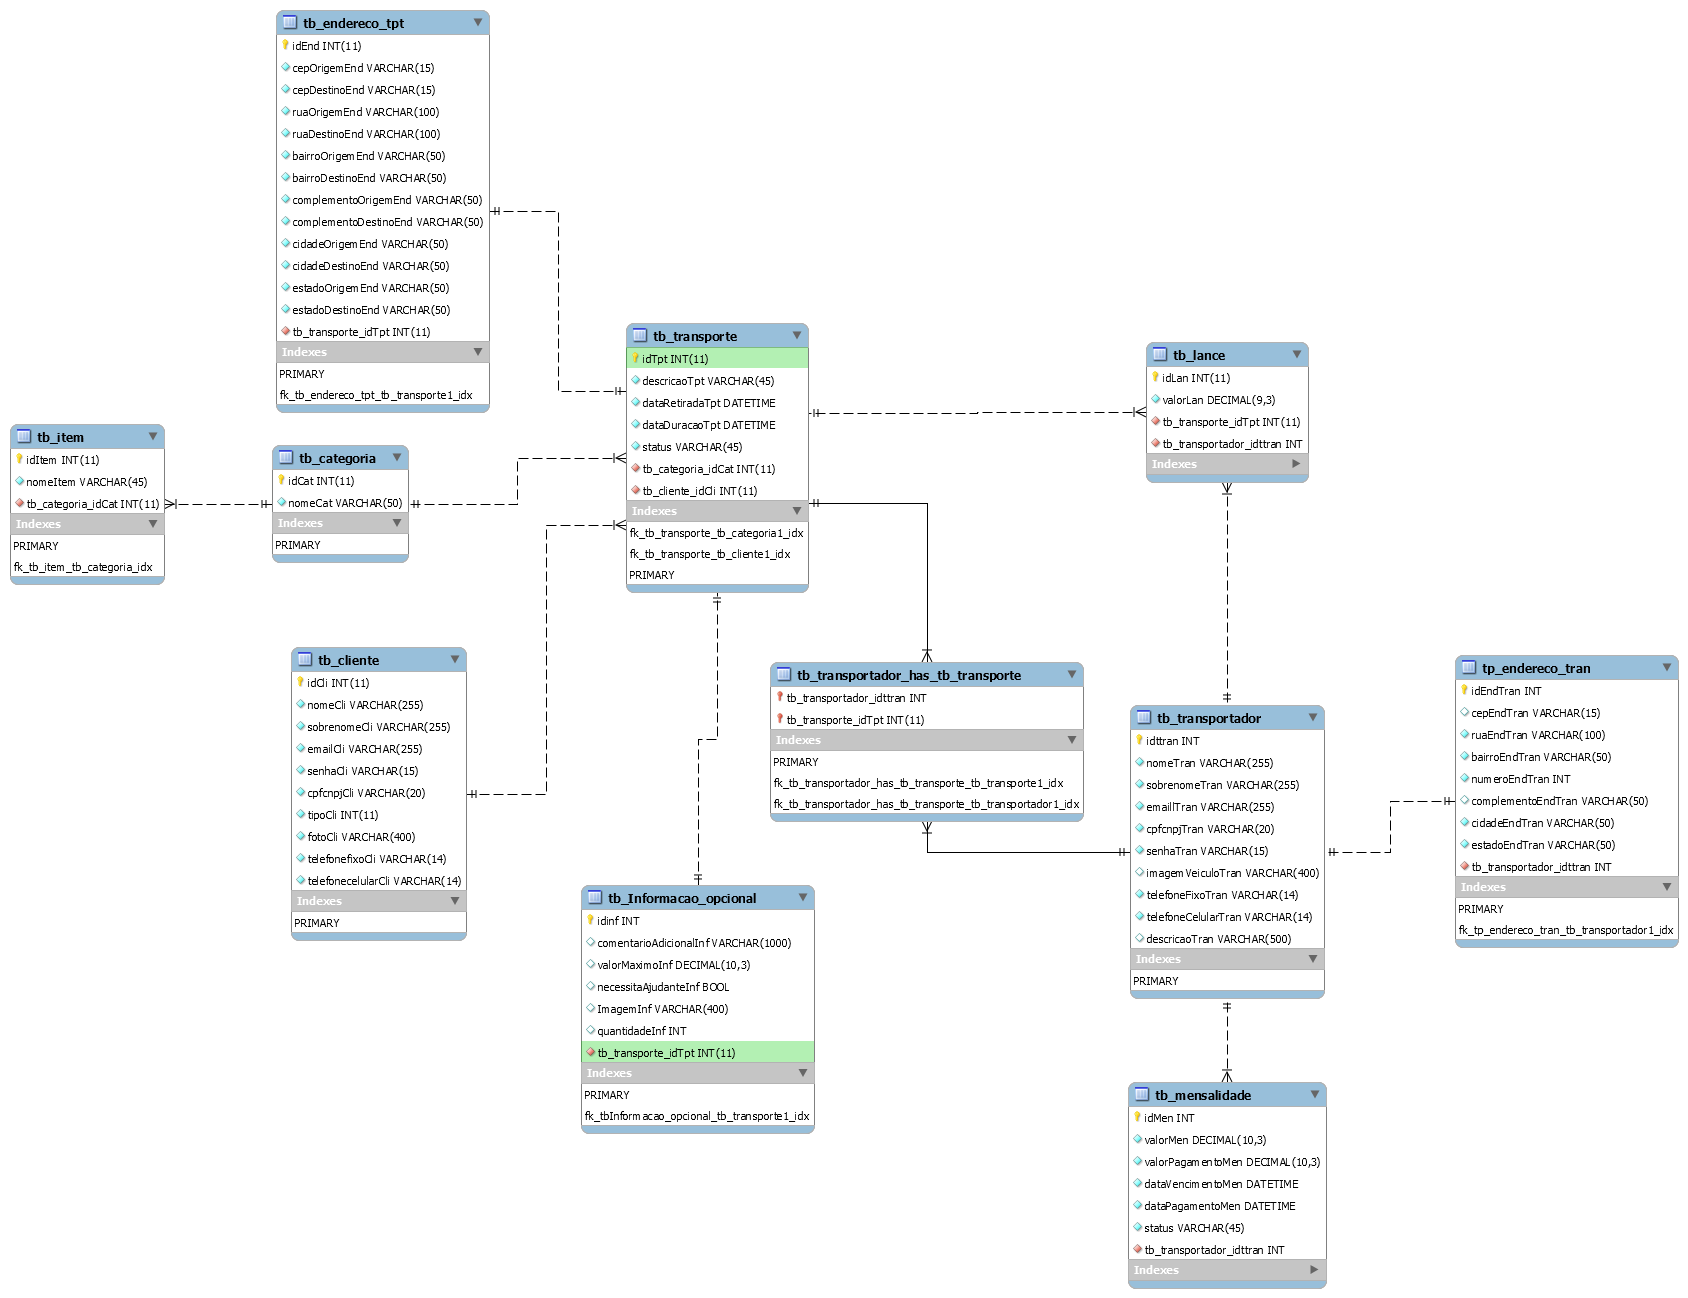 tb_endereco_tpt
idEnd INT(11)
cepOrigemEnd VARCHAR(15)
cepDestinoEnd VARCHAR(15)
ruaOrigemEnd VARCHAR(100)
ruaDestinoEnd VARCHAR(100)
bairroOrigemEnd VARCHAR(50)
bairroDestinoEnd VARCHAR(50)
complementoOrigemEnd VARCHAR(50)
complementoDestinoEnd VARCHAR(50)
cidadeOrigemEnd VARCHAR(50)
cidadeDestinoEnd VARCHAR(50)
estadoOrigemEnd VARCHAR(50)
estadoDestinoEnd VARCHAR(50)
tb_transporte_idTpt INT(11)
Indexes
PRIMARY
fk_tb_endereco_tpt_tb_transporte1_idx
tb_item
idItem INT(11)
nomeItem VARCHAR(45)
tb_categoria_idCat INT(11)
Indexes
PRIMARY
fk_tb_item_tb_categoria_idx
tb_categoria
idCat INT(11)
nomeCat VARCHAR(50)
Indexes
PRIMARY
tb_transporte
idTpt INT(11)
descricaoTpt VARCHAR(45)
dataRetiradaTpt DATETIME
dataDuracaoTpt DATETIME
status VARCHAR(45)
tb_categoria_idCat INT(11)
tb_cliente_idCli INT(11)
Indexes
fk_tb_transporte_tb_categoria1_idx
fk_tb_transporte_tb_cliente1_idx
PRIMARY
tb_lance
idLan INT(11)
valorLan DECIMAL(9,3)
tb_transporte_idTpt INT(11)
tb_transportador_idttran INT
Indexes
tb_cliente
idCli INT(11)
nomeCli VARCHAR(255)
sobrenomeCli VARCHAR(255)
emailCli VARCHAR(255)
senhaCli VARCHAR(15)
cpfcnpjCli VARCHAR(20)
tipoCli INT(11)
fotoCli VARCHAR(400)
telefonefixoCli VARCHAR(14)
telefonecelularCli VARCHAR(14)
Indexes
PRIMARY
tb_transportador_has_tb_transporte
tb_transportador_idttran INT
tb_transporte_idTpt INT(11)
Indexes
PRIMARY
fk_tb_transportador_has_tb_transporte_tb_transporte1_idx
fk_tb_transportador_has_tb_transporte_tb_transportador1_idx
tb_transportador
idttran INT
nomeTran VARCHAR(255)
sobrenomeTran VARCHAR(255)
emailTran VARCHAR(255)
cpfcnpjTran VARCHAR(20)
senhaTran VARCHAR(15)
imagemVeiculoTran VARCHAR(400)
telefoneFixoTran VARCHAR(14)
telefoneCelularTran VARCHAR(14)
descricaoTran VARCHAR(500)
Indexes
PRIMARY
tp_endereco_tran
idEndTran INT
cepEndTran VARCHAR(15)
ruaEndTran VARCHAR(100)
bairroEndTran VARCHAR(50)
numeroEndTran INT
complementoEndTran VARCHAR(50)
cidadeEndTran VARCHAR(50)
estadoEndTran VARCHAR(50)
tb_transportador_idttran INT
Indexes
PRIMARY
fk_tp_endereco_tran_tb_transportador1_idx
tb_Informacao_opcional
idinf INT
comentarioAdicionalInf VARCHAR(1000)
valorMaximoInf DECIMAL(10,3)
necessitaAjudanteInf BOOL
ImagemInf VARCHAR(400)
quantidadeInf INT
tb_transporte_idTpt INT(11)
Indexes
PRIMARY
fk_tbInformacao_opcional_tb_transporte1_idx
tb_mensalidade
idMen INT
valorMen DECIMAL(10,3)
valorPagamentoMen DECIMAL(10,3)
dataVencimentoMen DATETIME
dataPagamentoMen DATETIME
status VARCHAR(45)
tb_transportador_idttran INT
Indexes